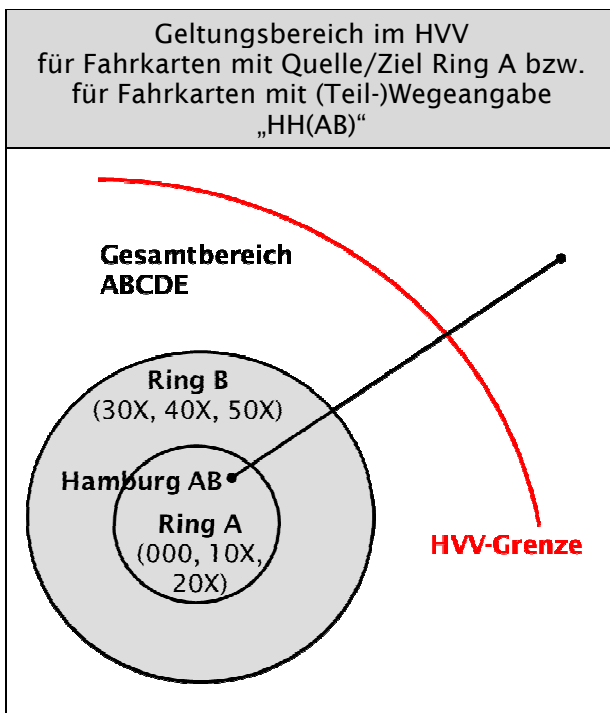 Geltungsbereich im HVV
für Fahrkarten mit Quelle/Ziel Ring A bzw.
für Fahrkarten mit (Teil-)Wegeangabe
„HH(AB)“
Gesamtbereich
ABCDE
Ring B
(30X, 40X, 50X)
Hamburg AB
Ring A
(000, 10X,
20X)
HVV-Grenze